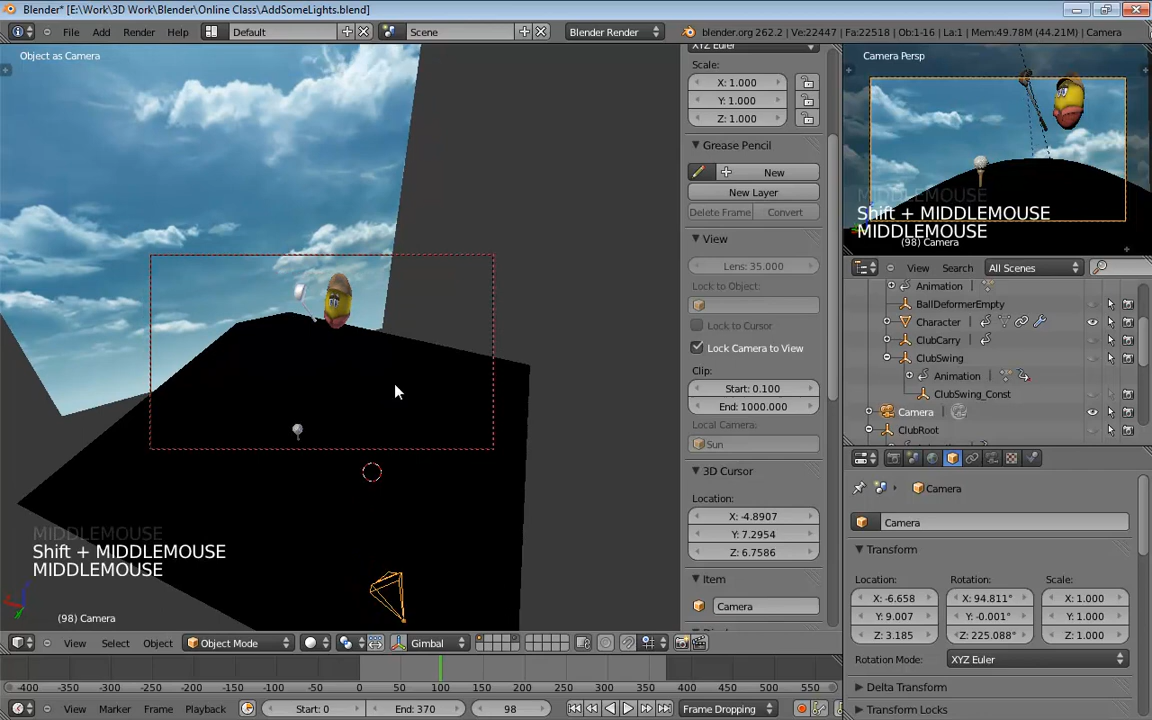 Blender* [E:\Work\3D Work\Blender\Online Class\AddSomeLights.blend]
File Add Render Help Default Scene Blender Render blender.org 262.2 | Ve:22447 | Fa:22518 | Ob:1-16 | La:1 | Mem:49.78M (44.21M) | Camera
Object as Camera
MIDDLEMOUSE
Shift + MIDDLEMOUSE
MIDDLEMOUSE
(98) Camera
View Select Object Object Mode Gimbal
XYZ Euler
Scale:
X: 1.000
Y: 1.000
Z: 1.000
Grease Pencil
New
New Layer
Delete Frame Convert
View
Lens: 35.000
Lock to Object:
Lock to Cursor
Lock Camera to View
Clip:
Start: 0.100
End: 1000.000
Local Camera:
Sun
3D Cursor
Location:
X: -4.8907
Y: 7.2954
Z: 6.7586
Item
Camera
Camera Persp
MIDDLEMOUSE
Shift + MIDDLEMOUSE
MIDDLEMOUSE
(98) Camera
View Search All Scenes
Animation
BallDeformerEmpty
Character
ClubCarry
ClubSwing
Animation
ClubSwing_Const
Camera
ClubRoot
Camera
Camera
Transform
Location: Rotation: Scale:
X: -6.658 X: 94.811° X: 1.000
Y: 9.007 Y: -0.001° Y: 1.000
Z: 3.185 Z: 225.088° Z: 1.000
Rotation Mode: XYZ Euler
Delta Transform
Transform Locks
-400 -350 -300 -250 -200 -150 -100 -50 0 50 100 150 200 250 300 350 400 450 500 550
View Marker Frame Playback Start: 0 End: 370 98 Frame Dropping